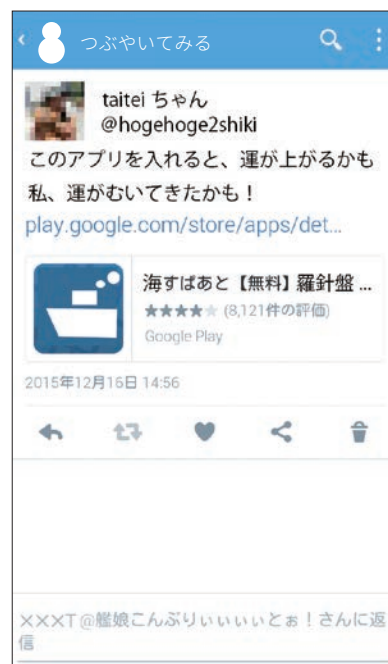 つぶやいてみる
taitei ちゃん
@hogehoge2shiki
このアプリを入れると、運が上がるかも
私、運がむいてきたかも！
play.google.com/store/apps/det...
海すばあと【無料】羅針盤 ...
★★★★★ (8,121件の評価)
Google Play
2015年12月16日 14:56
×××T@艦娘こんぶりぃぃぃぃとぉ！さんに返
信